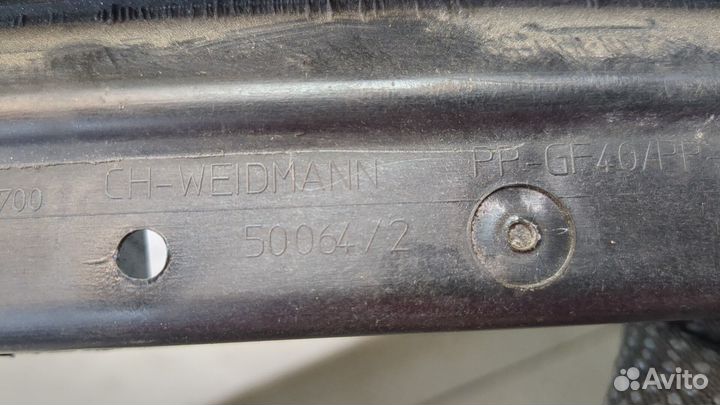 700 CH-WEIDMANN PP-GF40/PP-
50064/2
Avito